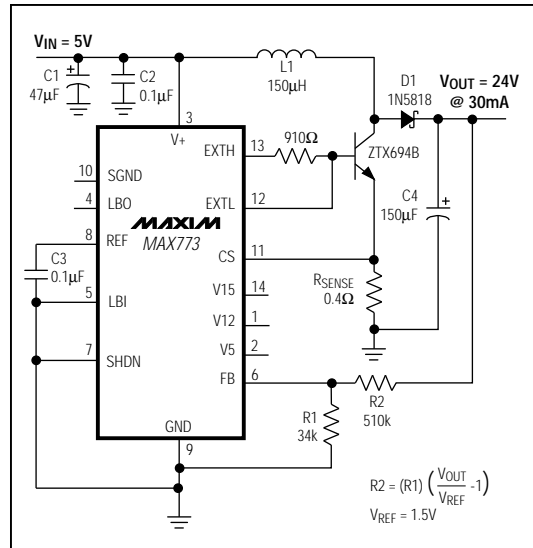 VIN = 5V
C1
47µF
C2
0.1µF
L1
150µH
D1
1N5818
VOUT = 24V
@ 30mA
3
V+
10
SGND
4
LBO
8
REF
C3
0.1µF
5
LBI
7
SHDN
MAXIM
MAX773
EXTH
13
910Ω
ZTX694B
EXTL
12
CS
11
RSENSE
0.4Ω
C4
150µF
V15
14
V12
1
V5
2
FB
6
GND
9
R1
34k
R2
510k
R2 = (R1) (VOUT/VREF -1)
VREF = 1.5V